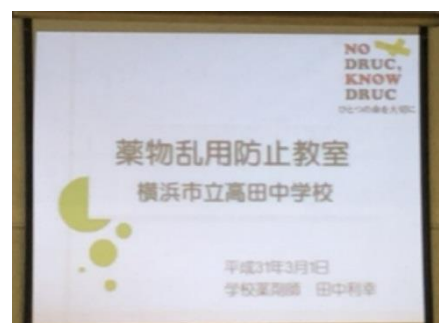 NO
DRUC,
KNOW
DRUC
ひとつの命を大切に
薬物乱用防止教室
横浜市立高田中学校
平成31年3月1日
学校薬剤師 田中利幸